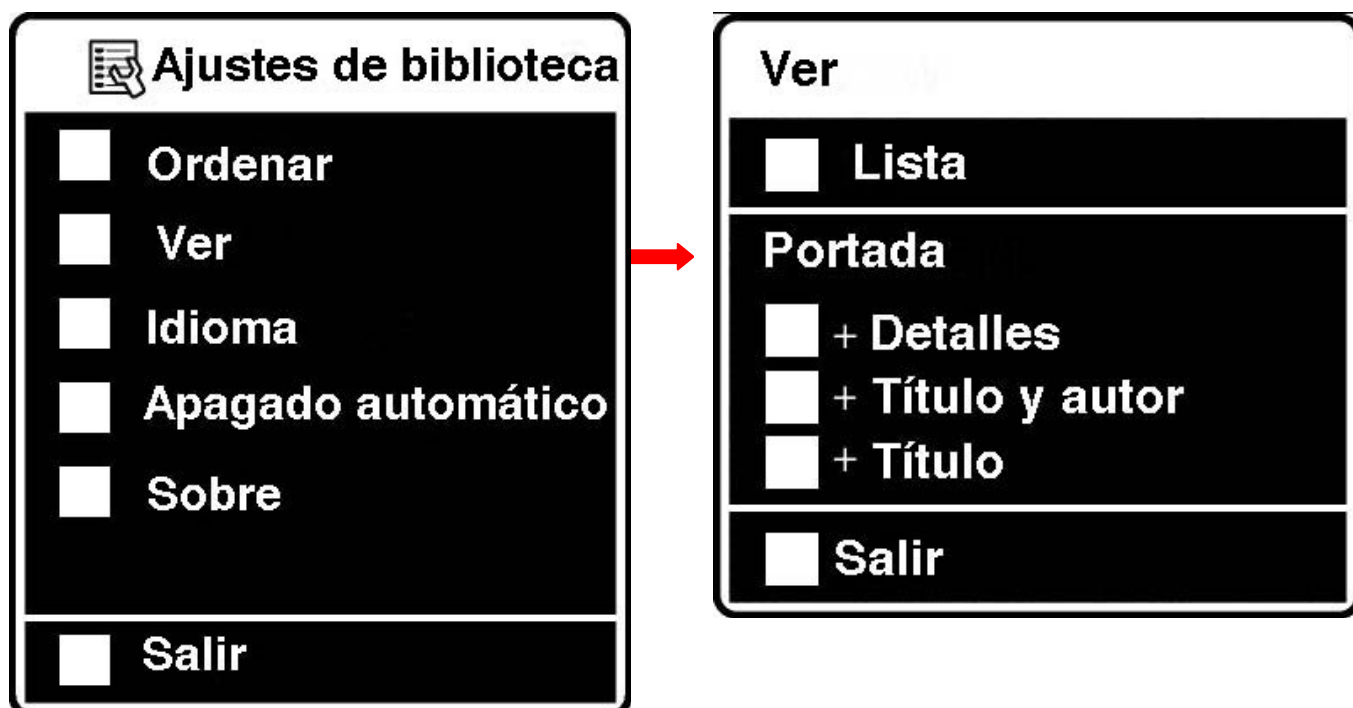 Ajustes de biblioteca
Ordenar
Ver
Idioma
Apagado automático
Sobre
Salir
Ver
Lista
Portada
+ Detalles
+ Título y autor
+ Título
Salir